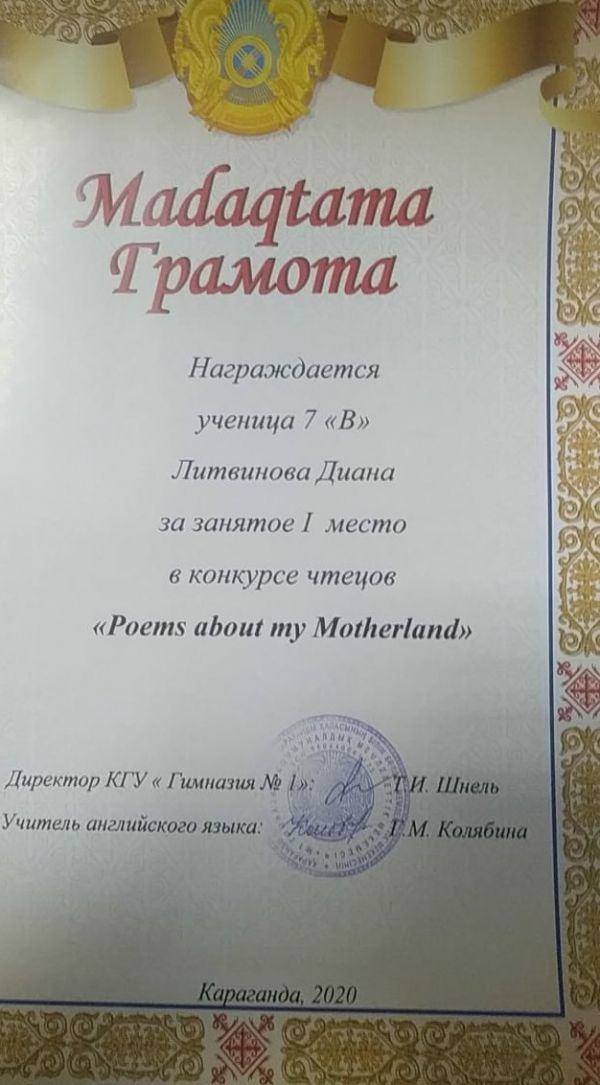 Madaqtama
Грамота
Награждается
ученица 7 «В»
Литвинова Диана
за занятое I место
в конкурсе чтецов
«Poems about my Motherland»
Директор КГУ « Гимназия № 1»: Т.И. Шнель
Учитель английского языка: Г.М. Колябина
Караганда, 2020